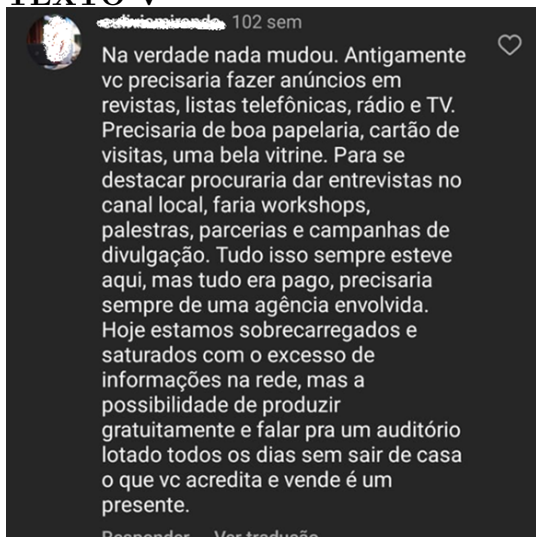 TEXTO V
102 sem
Na verdade nada mudou. Antigamente
vc precisaria fazer anúncios em
revistas, listas telefônicas, rádio e TV.
Precisaria de boa papelaria, cartão de
visitas, uma bela vitrine. Para se
destacar procuraria dar entrevistas no
canal local, faria workshops,
palestras, parcerias e campanhas de
divulgação. Tudo isso sempre esteve
aqui, mas tudo era pago, precisaria
sempre de uma agência envolvida.
Hoje estamos sobrecarregados e
saturados com o excesso de
informações na rede, mas a
possibilidade de produzir
gratuitamente e falar pra um auditório
lotado todos os dias sem sair de casa
o que vc acredita e vende é um
presente.
Responder Ver tradução